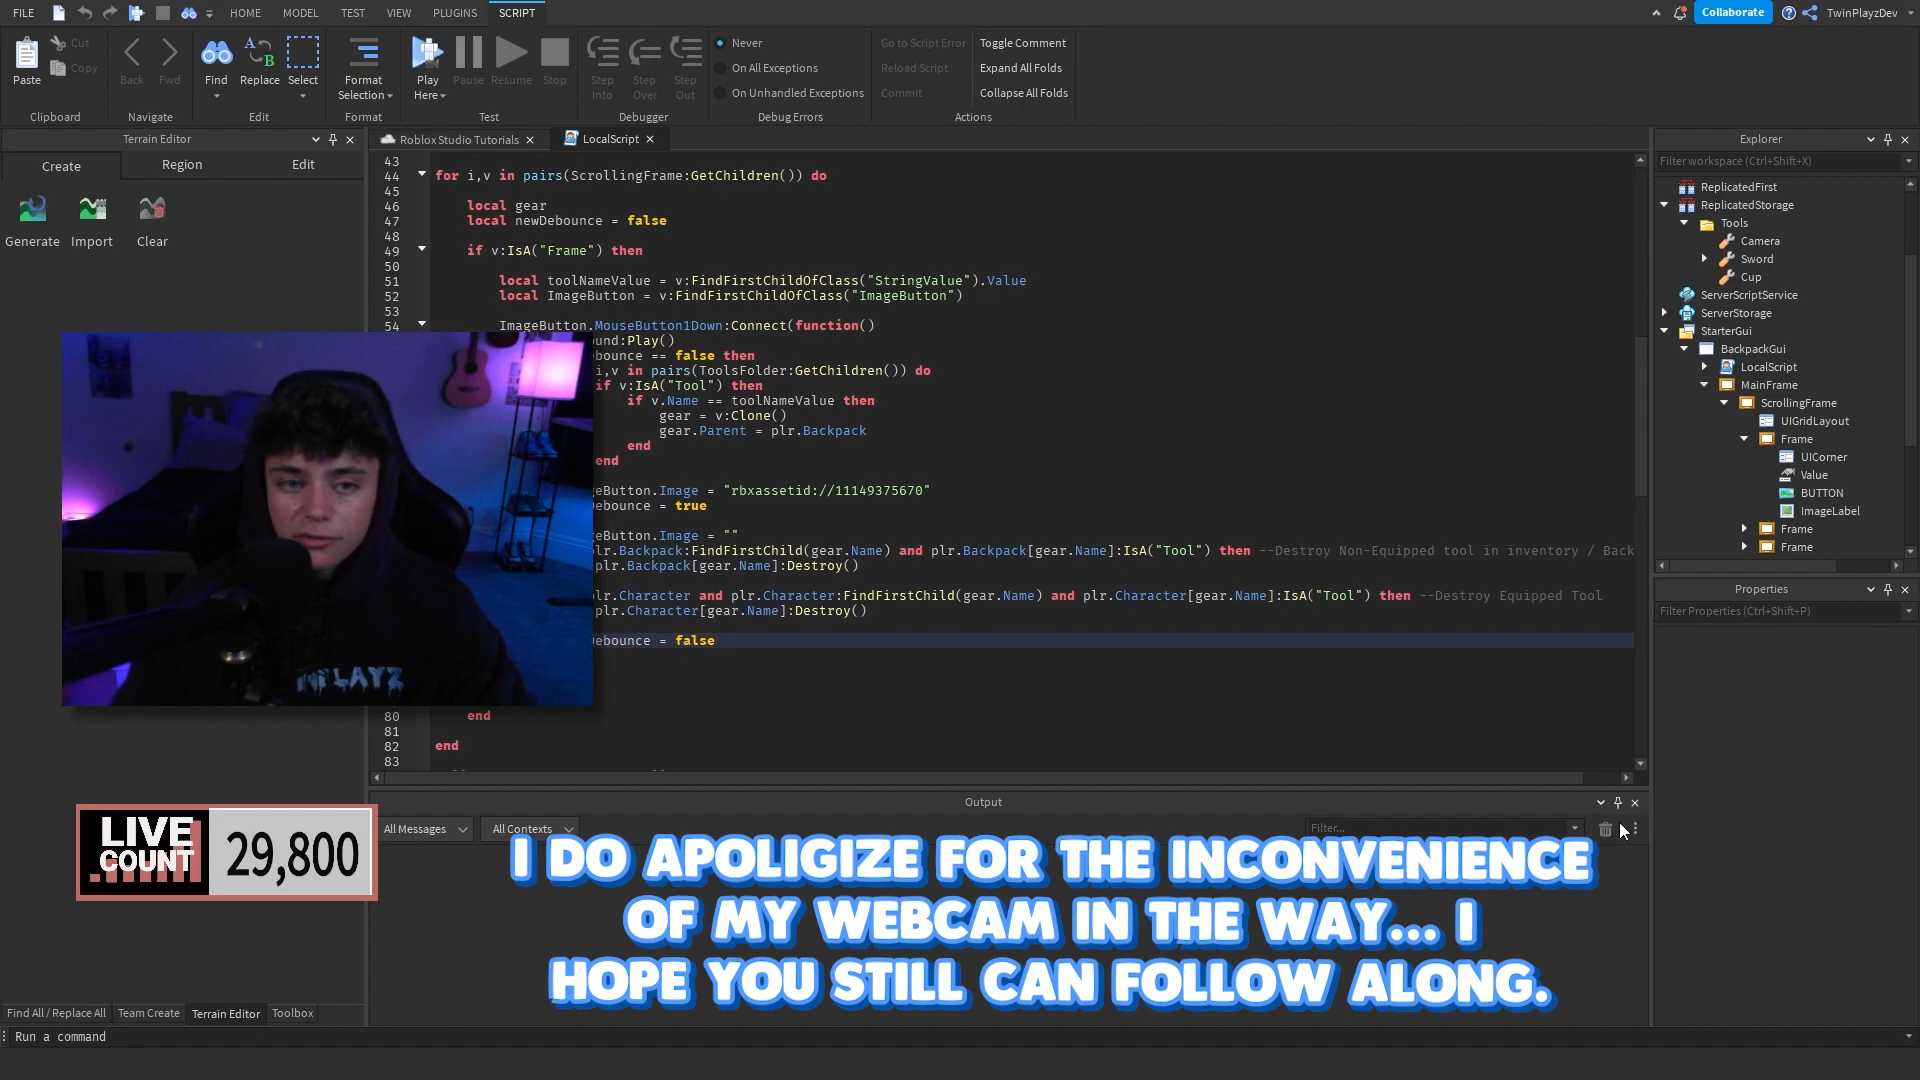 FILE HOME MODEL TEST VIEW PLUGINS SCRIPT Collaborate TwinPlayzDev
Paste Cut Copy Back Fwd Find Replace Select Format Selection Play Here Pause Resume Stop Step Into Step Over Step Out
Never
On All Exceptions
On Unhandled Exceptions
Go to Script Error
Reload Script
Commit
Toggle Comment
Expand All Folds
Collapse All Folds
Clipboard Navigate Edit Format Test Debugger Debug Errors Actions
Terrain Editor
Create Region Edit
Generate Import Clear
Roblox Studio Tutorials LocalScript
43
44 for i,v in pairs(ScrollingFrame:GetChildren()) do
45
46 local gear
47 local newDebounce = false
48
49 if v:IsA("Frame") then
50
51 local toolNameValue = v:FindFirstChildOfClass("StringValue").Value
52 local ImageButton = v:FindFirstChildOfClass("ImageButton")
53
54 ImageButton.MouseButton1Down:Connect(function()
ound:Play()
ebounce == false then
i,v in pairs(ToolsFolder:GetChildren()) do
if v:IsA("Tool") then
if v.Name == toolNameValue then
gear = v:Clone()
gear.Parent = plr.Backpack
end
end
geButton.Image = "rbxassetid://11149375670"
ebounce = true
geButton.Image = ""
plr.Backpack:FindFirstChild(gear.Name) and plr.Backpack[gear.Name]:IsA("Tool") then --Destroy Non-Equipped tool in inventory / Back
plr.Backpack[gear.Name]:Destroy()
plr.Character and plr.Character:FindFirstChild(gear.Name) and plr.Character[gear.Name]:IsA("Tool") then --Destroy Equipped Tool
plr.Character[gear.Name]:Destroy()
ebounce = false
80 end
81
82 end
83
Explorer
Filter workspace (Ctrl+Shift+X)
ReplicatedFirst
ReplicatedStorage
Tools
Camera
Sword
Cup
ServerScriptService
ServerStorage
StarterGui
BackpackGui
LocalScript
MainFrame
ScrollingFrame
UIGridLayout
Frame
UICorner
Value
BUTTON
ImageLabel
Frame
Frame
Properties
Filter Properties (Ctrl+Shift+P)
LIVE
COUNT
29,800
Output
All Messages All Contexts Filter...
I DO APOLIGIZE FOR THE INCONVENIENCE
OF MY WEBCAM IN THE WAY... I
HOPE YOU STILL CAN FOLLOW ALONG.
Find All / Replace All Team Create Terrain Editor Toolbox
Run a command